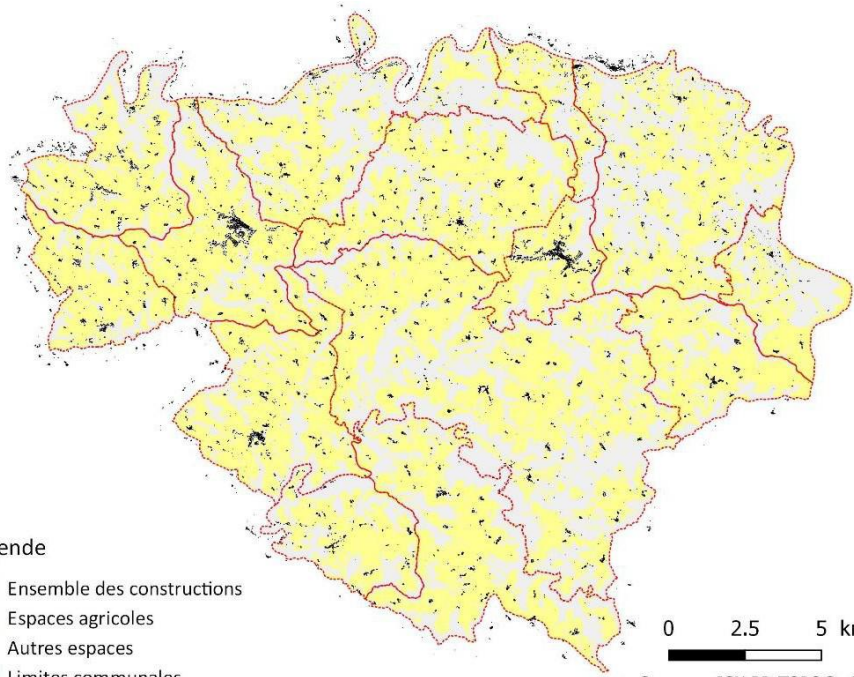 ende
Ensemble des constructions
Espaces agricoles
Autres espaces
Limites communales
0 2.5 5 k